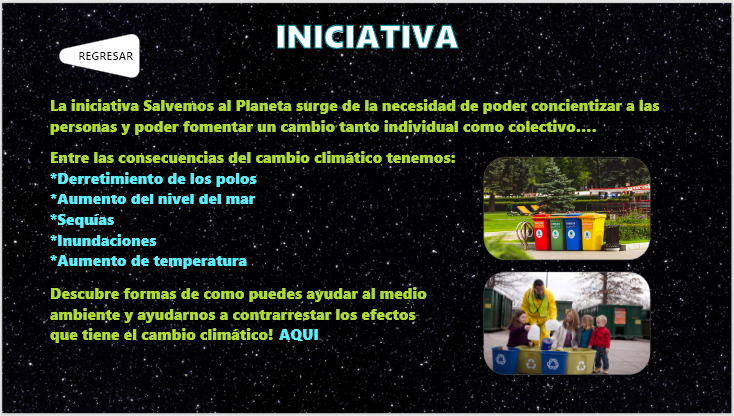 INICIATIVA
REGRESAR
La iniciativa Salvemos al Planeta surge de la necesidad de poder concientizar a las
personas y poder fomentar un cambio tanto individual como colectivo....
Entre las consecuencias del cambio climático tenemos:
*Derretimiento de los polos
*Aumento del nivel del mar
*Sequías
*Inundaciones
*Aumento de temperatura
Descubre formas de como puedes ayudar al medio
ambiente y ayudarnos a contrarrestar los efectos
que tiene el cambio climático! AQUI